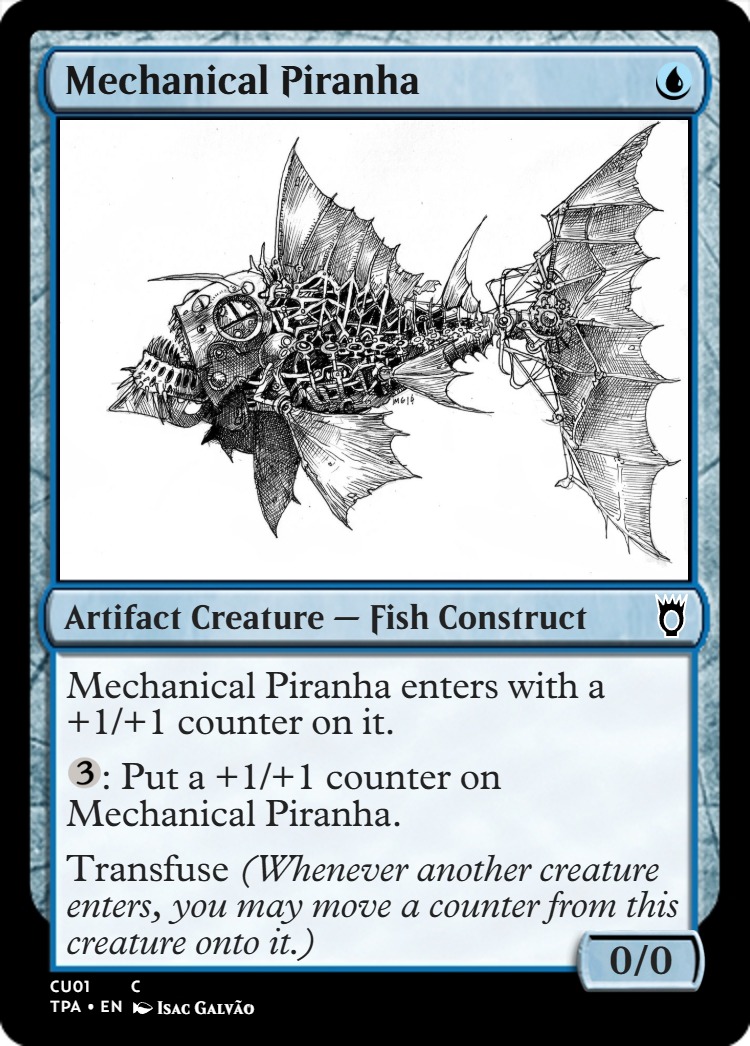 Mechanical Piranha
Mechanical Piranha enters with a
+1/+1 counter on it.
3: Put a +1/+1 counter on
Mechanical Piranha.
Transfuse (Whenever another creature
enters, you may move a counter from this
creature onto it.)
Artifact Creature — Fish Construct
0/0
CU01 C
TPA • EN Isac Galvão